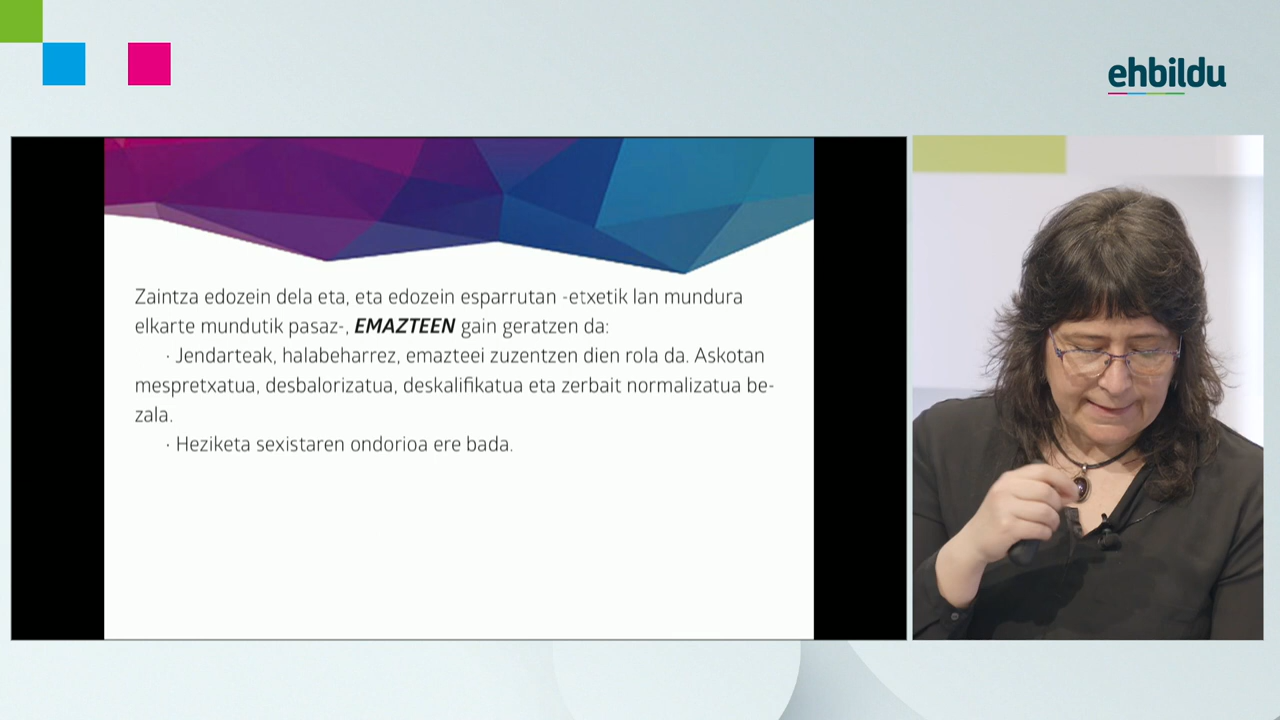 ehbildu
Zaintza edozein dela eta, eta edozein esparrutan -etxetik lan mundura
elkarte mundutik pasaz-, EMAZTEEN gain geratzen da:
· Jendarteak, halabeharrez, emazteei zuzentzen dien rola da. Askotan
mespretxatua, desbalorizatua, deskalifikatua eta zerbait normalizatua be-
zala.
· Heziketa sexistaren ondorioa ere bada.